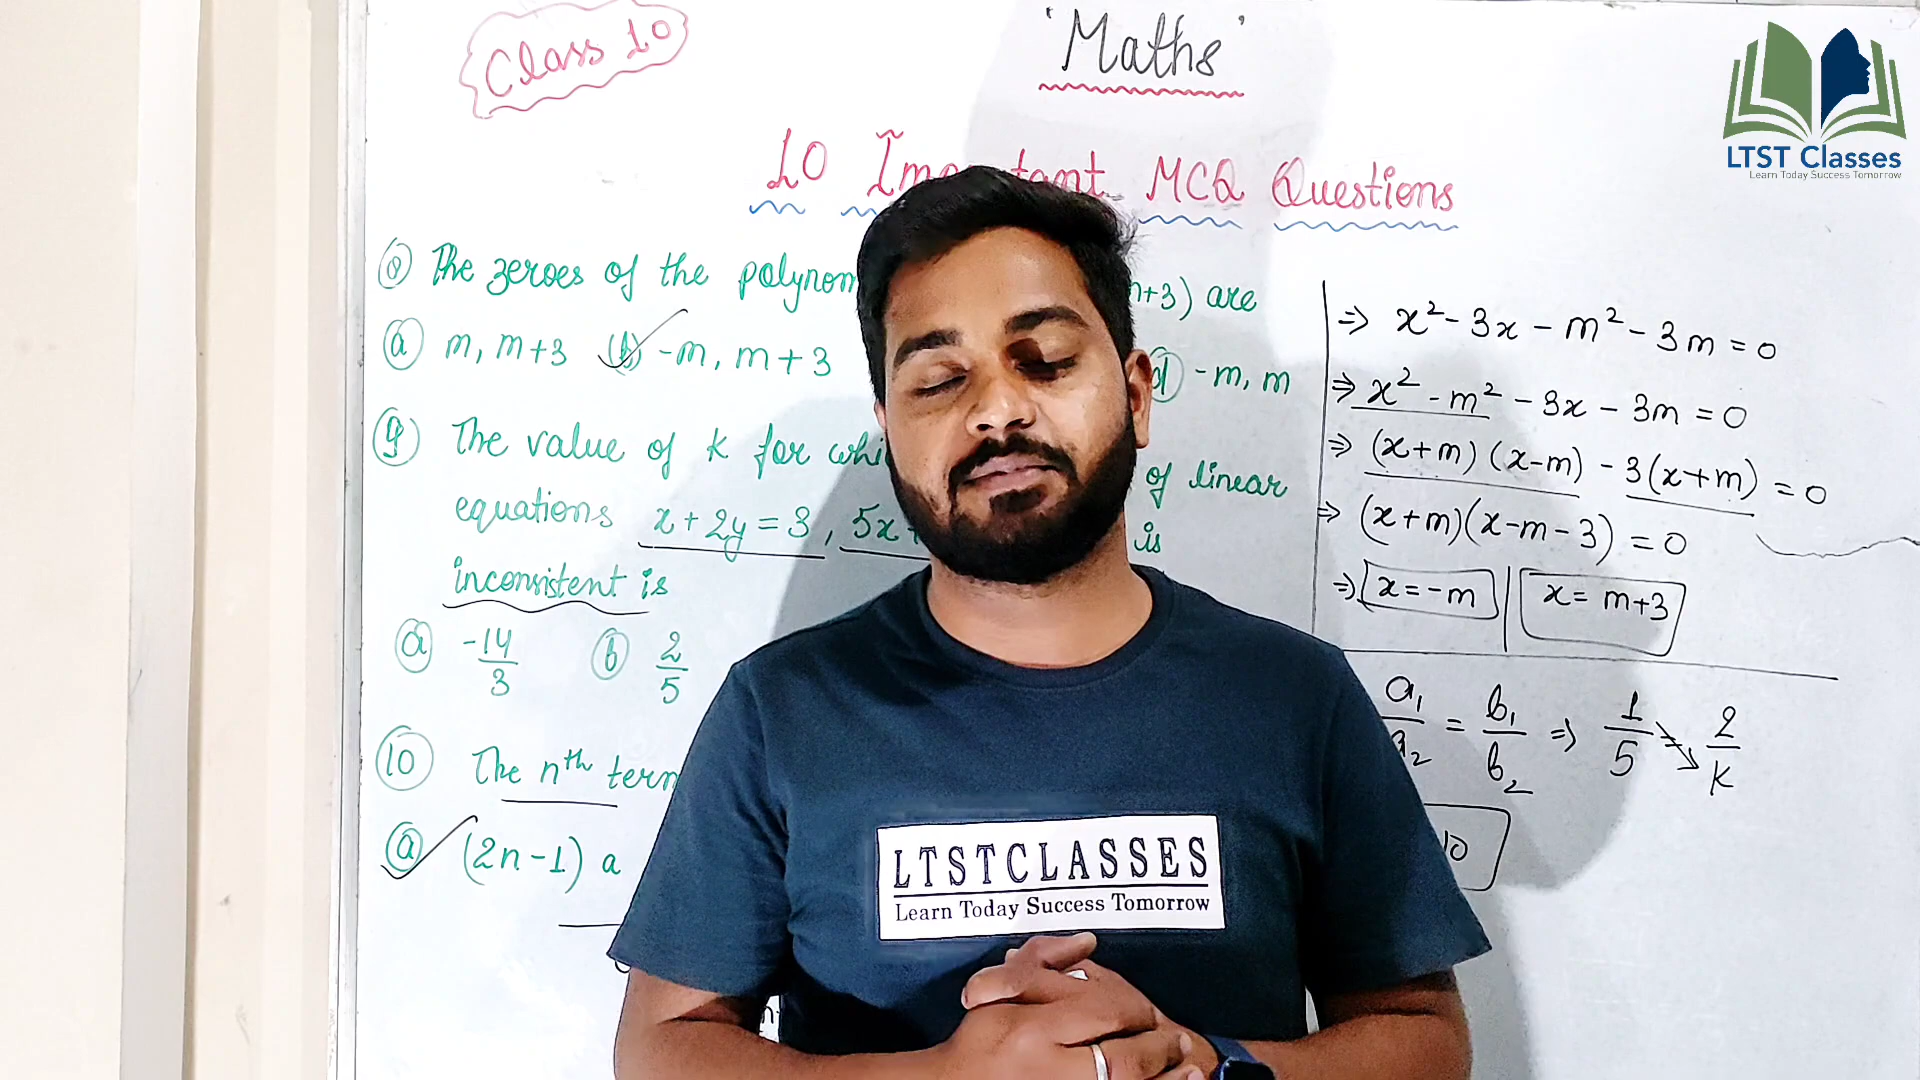 Class 10
'Maths'
LTST Classes
Learn Today Success Tomorrow
10 Important MCQ Questions
8 The zeroes of the polynom +3) are
(a) m, m+3 (b) -m, m+3 (d) -m, m
9 The value of k for whi of linear
equations x + 2y = 3, 5x is
inconsistent is
(a) -14/3 (b) 2/5
10 The nth term
(a) (2n-1) a
⇒ x² - 3x - m² - 3m = 0
⇒ x² - m² - 3x - 3m = 0
⇒ (x+m) (x-m) - 3(x+m) = 0
⇒ (x+m)(x-m-3) = 0
⇒ x = -m | x = m+3
a₁/a₂ = b₁/b₂ ⇒ 1/5 = 2/k
10
LTSTCLASSES
Learn Today Success Tomorrow